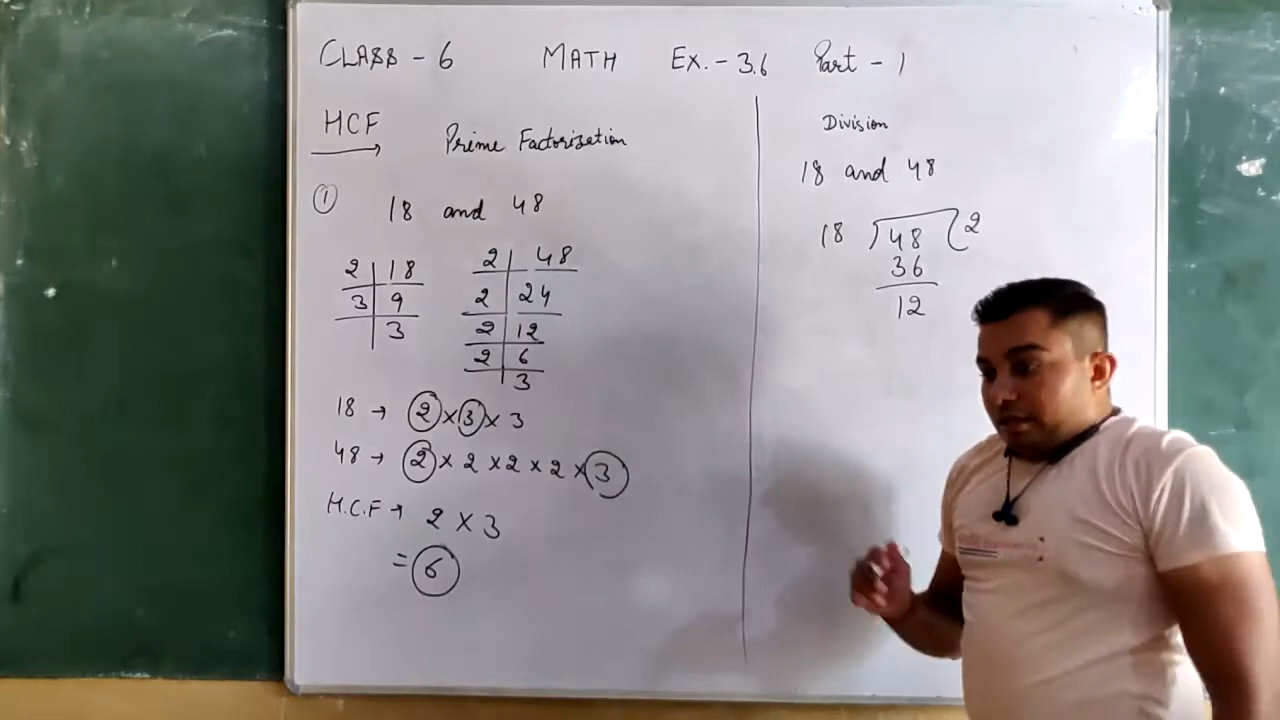 CLASS - 6 MATH Ex. - 3.6 Part - 1
HCF
Prime Factorization
① 18 and 48
2 | 18
3 | 9
3
2 | 48
2 | 24
2 | 12
2 | 6
3
18 → 2 × 3 × 3
48 → 2 × 2 × 2 × 2 × 3
H.C.F → 2 × 3
= 6
Division
18 and 48
18 ) 48 ( 2
36
12